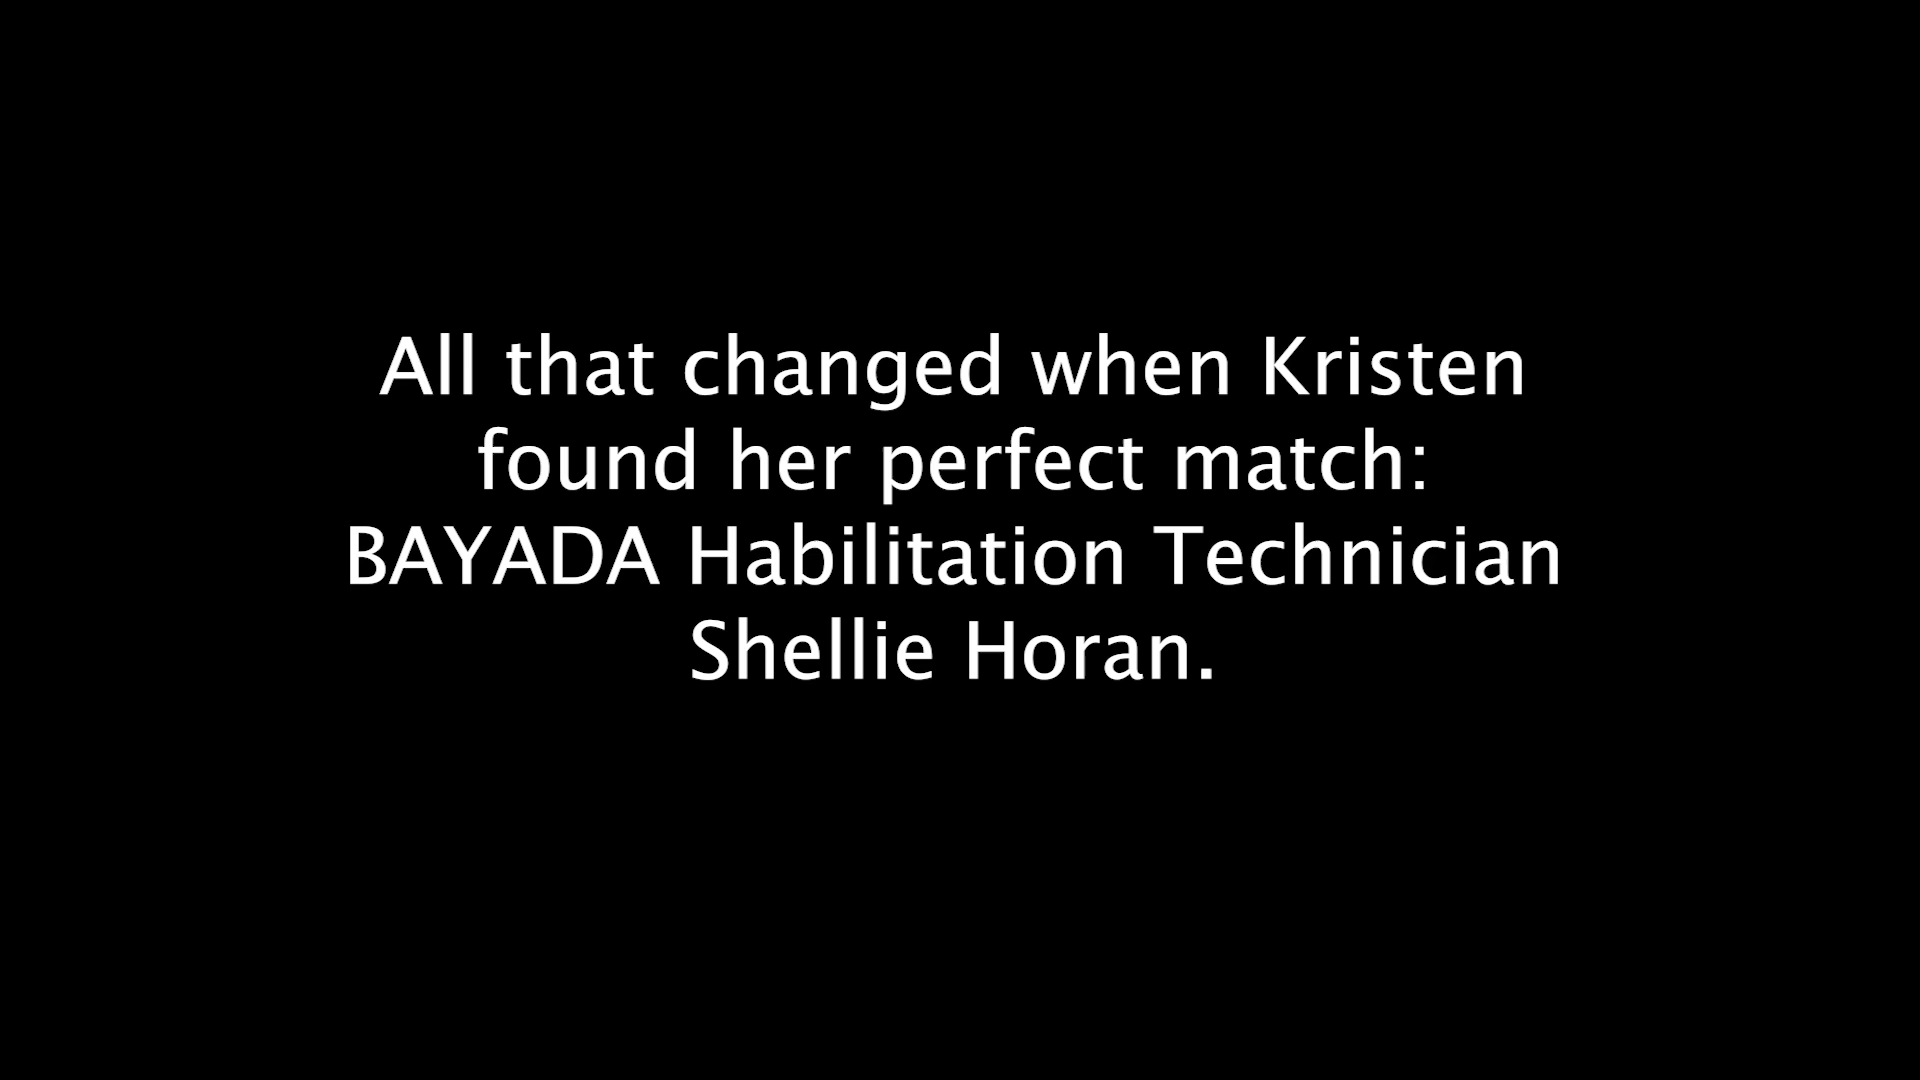 All that changed when Kristen
found her perfect match:
BAYADA Habilitation Technician
Shellie Horan.